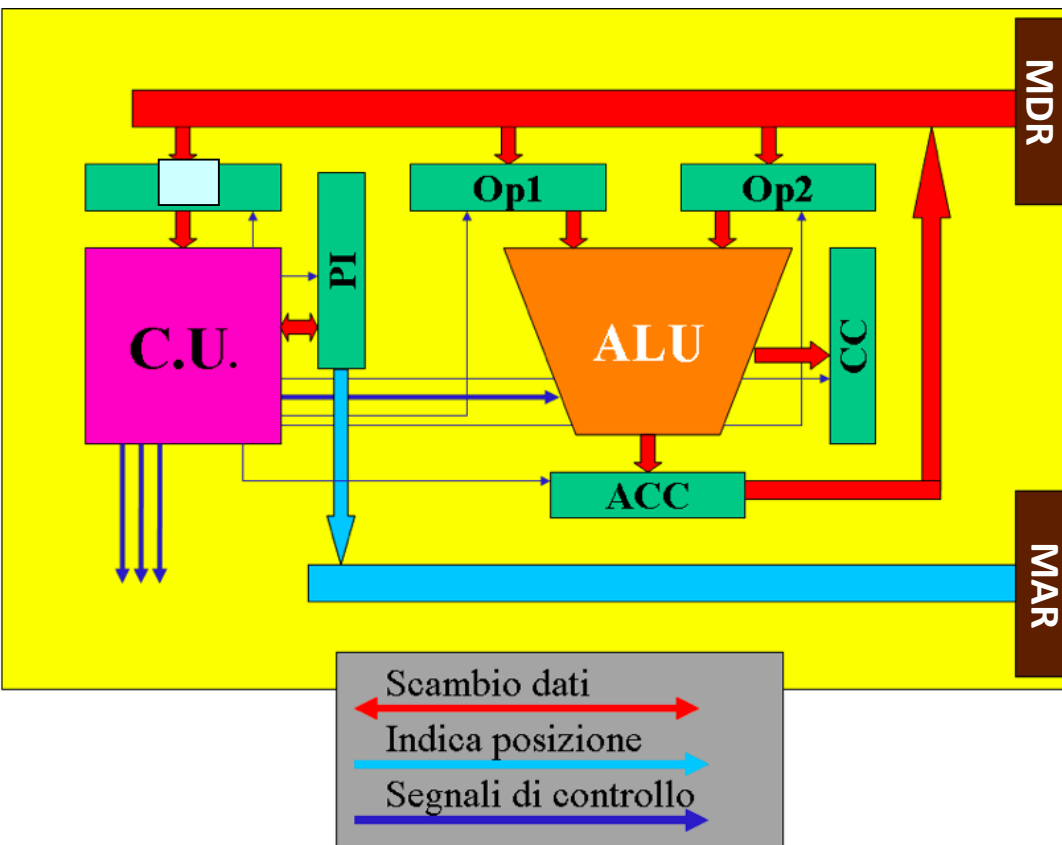 MDR
Op1
Op2
PI
C.U.
ALU
CC
ACC
MAR
Scambio dati
Indica posizione
Segnali di controllo